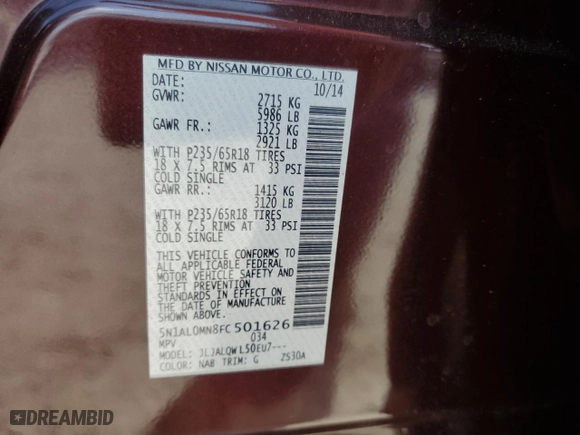 MFD BY NISSAN MOTOR CO., LTD.
DATE: 10/14
GVWR: 2715 KG
5986 LB
GAWR FR.: 1325 KG
2921 LB
WITH P235/65R18 TIRES
18 X 7.5 RIMS AT 33 PSI
COLD SINGLE
GAWR RR.: 1415 KG
3120 LB
WITH P235/65R18 TIRES
18 X 7.5 RIMS AT 33 PSI
COLD SINGLE
THIS VEHICLE CONFORMS TO
ALL APPLICABLE FEDERAL
MOTOR VEHICLE SAFETY AND
THEFT PREVENTION
STANDARDS IN EFFECT ON
THE DATE OF MANUFACTURE
SHOWN ABOVE.
5N1AL0MN8FC501626
MPV 034
MODEL: JLJALQWL50EU7---
COLOR: NAB TRIM: G 2530A
DREAMBID